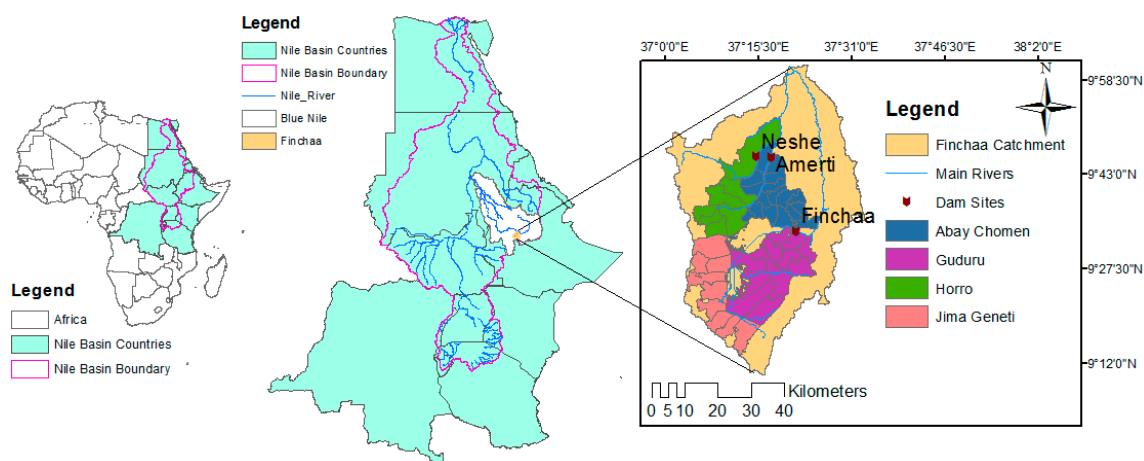 Legend
Africa
Nile Basin Countries
Nile Basin Boundary
Legend
Nile Basin Countries
Nile Basin Boundary
Nile_River
Blue Nile
Finchaa
37°0'0"E 37°15'30"E 37°31'0"E 37°46'30"E 38°2'0"E
9°58'30"N
9°43'0"N
9°27'30"N
9°12'0"N
N
Neshe
Amerti
Finchaa
Legend
Finchaa Catchment
Main Rivers
Dam Sites
Abay Chomen
Guduru
Horro
Jima Geneti
Kilometers
0 5 10 20 30 40